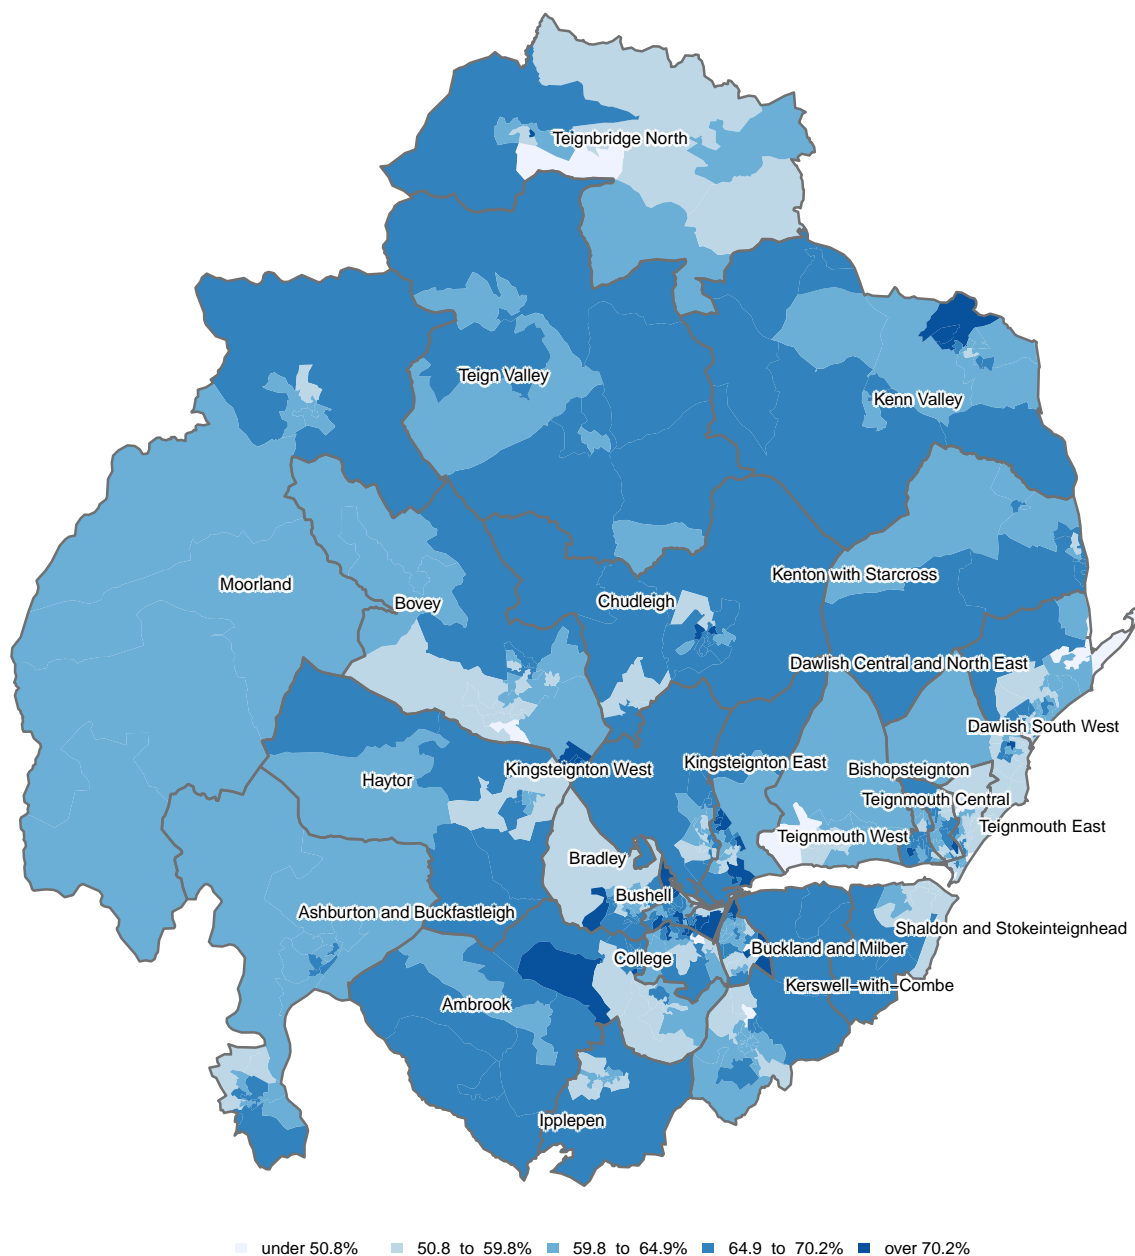 Teignbridge North
Teign Valley
Kenn Valley
Moorland
Bovey
Chudleigh
Kenton with Starcross
Dawlish Central and North East
Dawlish South West
Haytor
Kingsteignton West
Kingsteignton East
Bishopsteignton
Teignmouth Central
Teignmouth West
Teignmouth East
Bradley
Bushell
Ashburton and Buckfastleigh
College
Buckland and Milber
Shaldon and Stokeinteignhead
Ambrook
Kerswell-with-Combe
Ipplepen
under 50.8% 50.8 to 59.8% 59.8 to 64.9% 64.9 to 70.2% over 70.2%